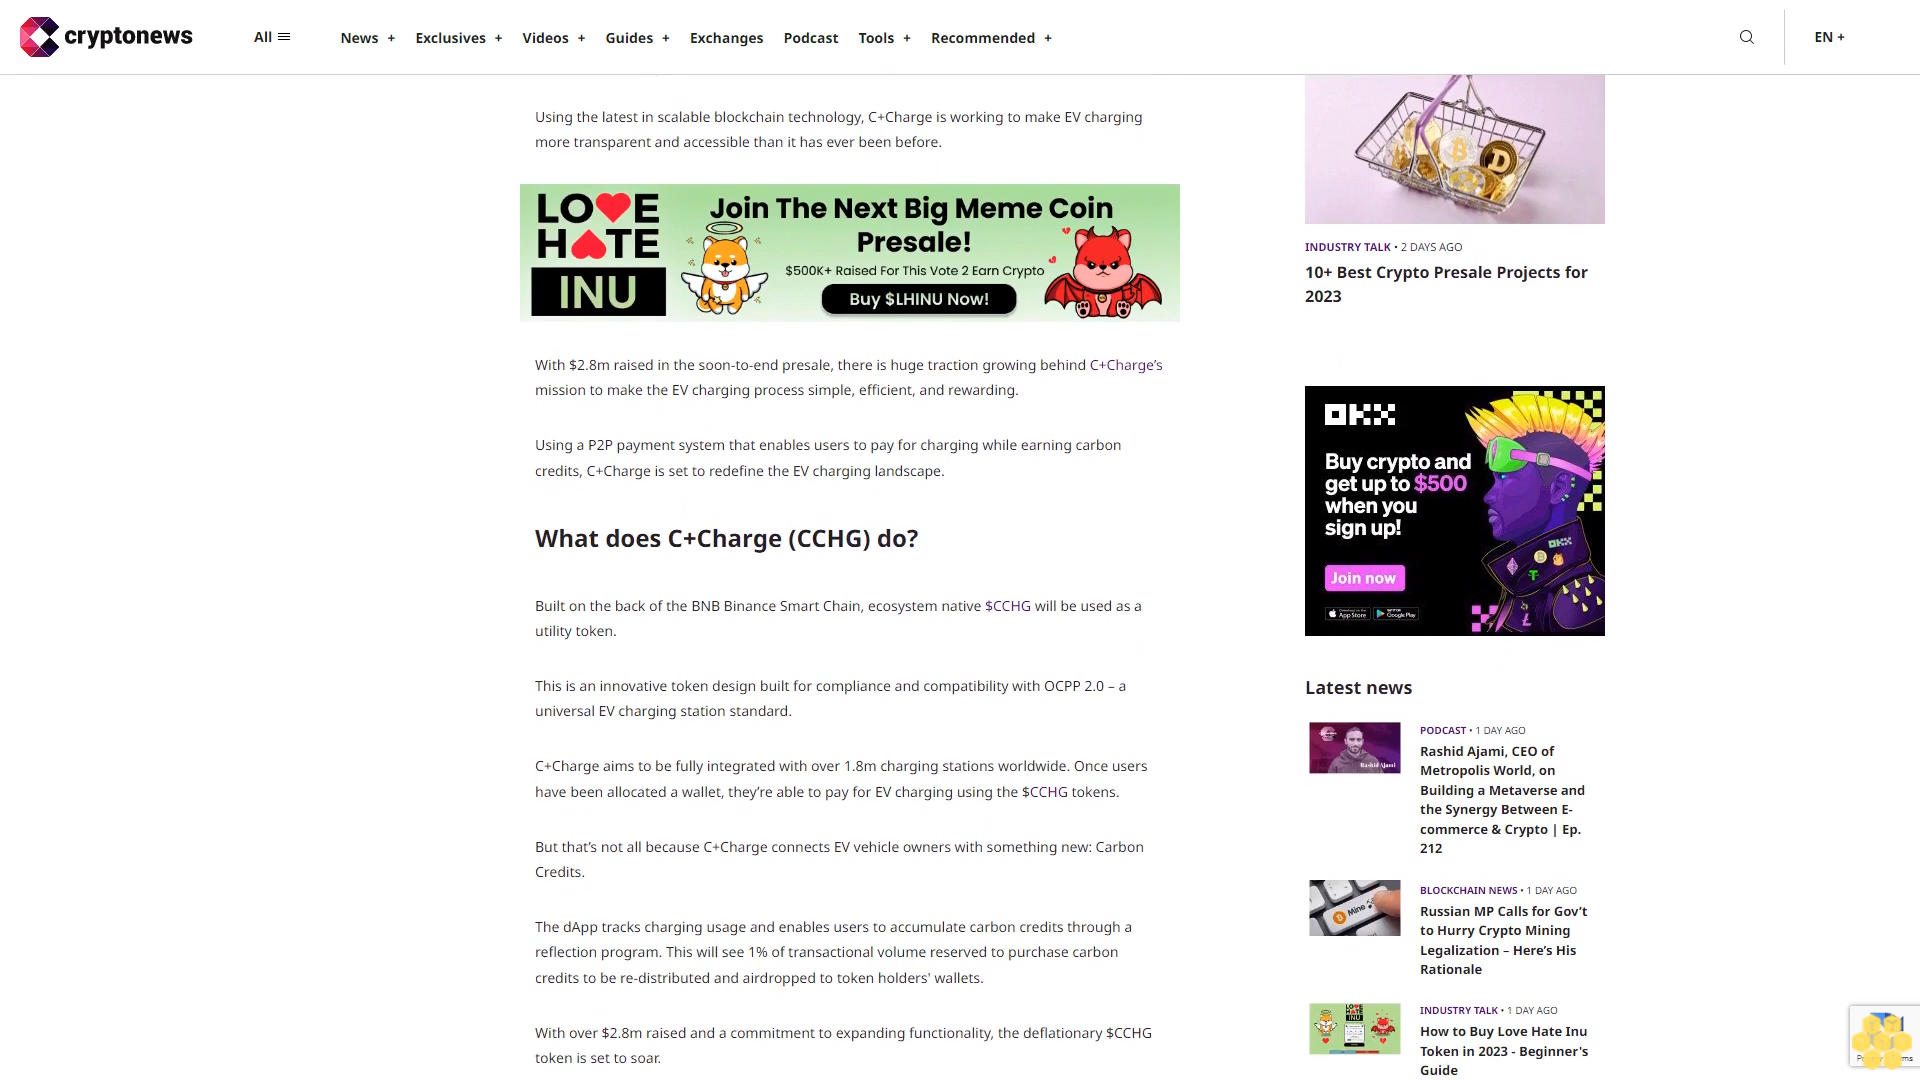 cryptonews
All
News +
Exclusives +
Videos +
Guides +
Exchanges
Podcast
Tools +
Recommended +
EN +
Using the latest in scalable blockchain technology, C+Charge is working to make EV charging
more transparent and accessible than it has ever been before.
LOVE
HATE
INU
Join The Next Big Meme Coin
Presale!
$500K+ Raised For This Vote 2 Earn Crypto
Buy $LHINU Now!
With $2.8m raised in the soon-to-end presale, there is huge traction growing behind C+Charge’s
mission to make the EV charging process simple, efficient, and rewarding.
Using a P2P payment system that enables users to pay for charging while earning carbon
credits, C+Charge is set to redefine the EV charging landscape.
What does C+Charge (CCHG) do?
Built on the back of the BNB Binance Smart Chain, ecosystem native $CCHG will be used as a
utility token.
This is an innovative token design built for compliance and compatibility with OCPP 2.0 – a
universal EV charging station standard.
C+Charge aims to be fully integrated with over 1.8m charging stations worldwide. Once users
have been allocated a wallet, they’re able to pay for EV charging using the $CCHG tokens.
But that’s not all because C+Charge connects EV vehicle owners with something new: Carbon
Credits.
The dApp tracks charging usage and enables users to accumulate carbon credits through a
reflection program. This will see 1% of transactional volume reserved to purchase carbon
credits to be re-distributed and airdropped to token holders' wallets.
With over $2.8m raised and a commitment to expanding functionality, the deflationary $CCHG
token is set to soar.
INDUSTRY TALK • 2 DAYS AGO
10+ Best Crypto Presale Projects for
2023
OKX
Buy crypto and
get up to $500
when you
sign up!
Join now
App Store
Google Play
Latest news
PODCAST • 1 DAY AGO
Rashid Ajami, CEO of
Metropolis World, on
Building a Metaverse and
the Synergy Between E-
commerce & Crypto | Ep.
212
Rashid Ajami
BLOCKCHAIN NEWS • 1 DAY AGO
Russian MP Calls for Gov’t
to Hurry Crypto Mining
Legalization – Here’s His
Rationale
Mine
INDUSTRY TALK • 1 DAY AGO
How to Buy Love Hate Inu
Token in 2023 - Beginner's
Guide
LOVE
HATE
INU